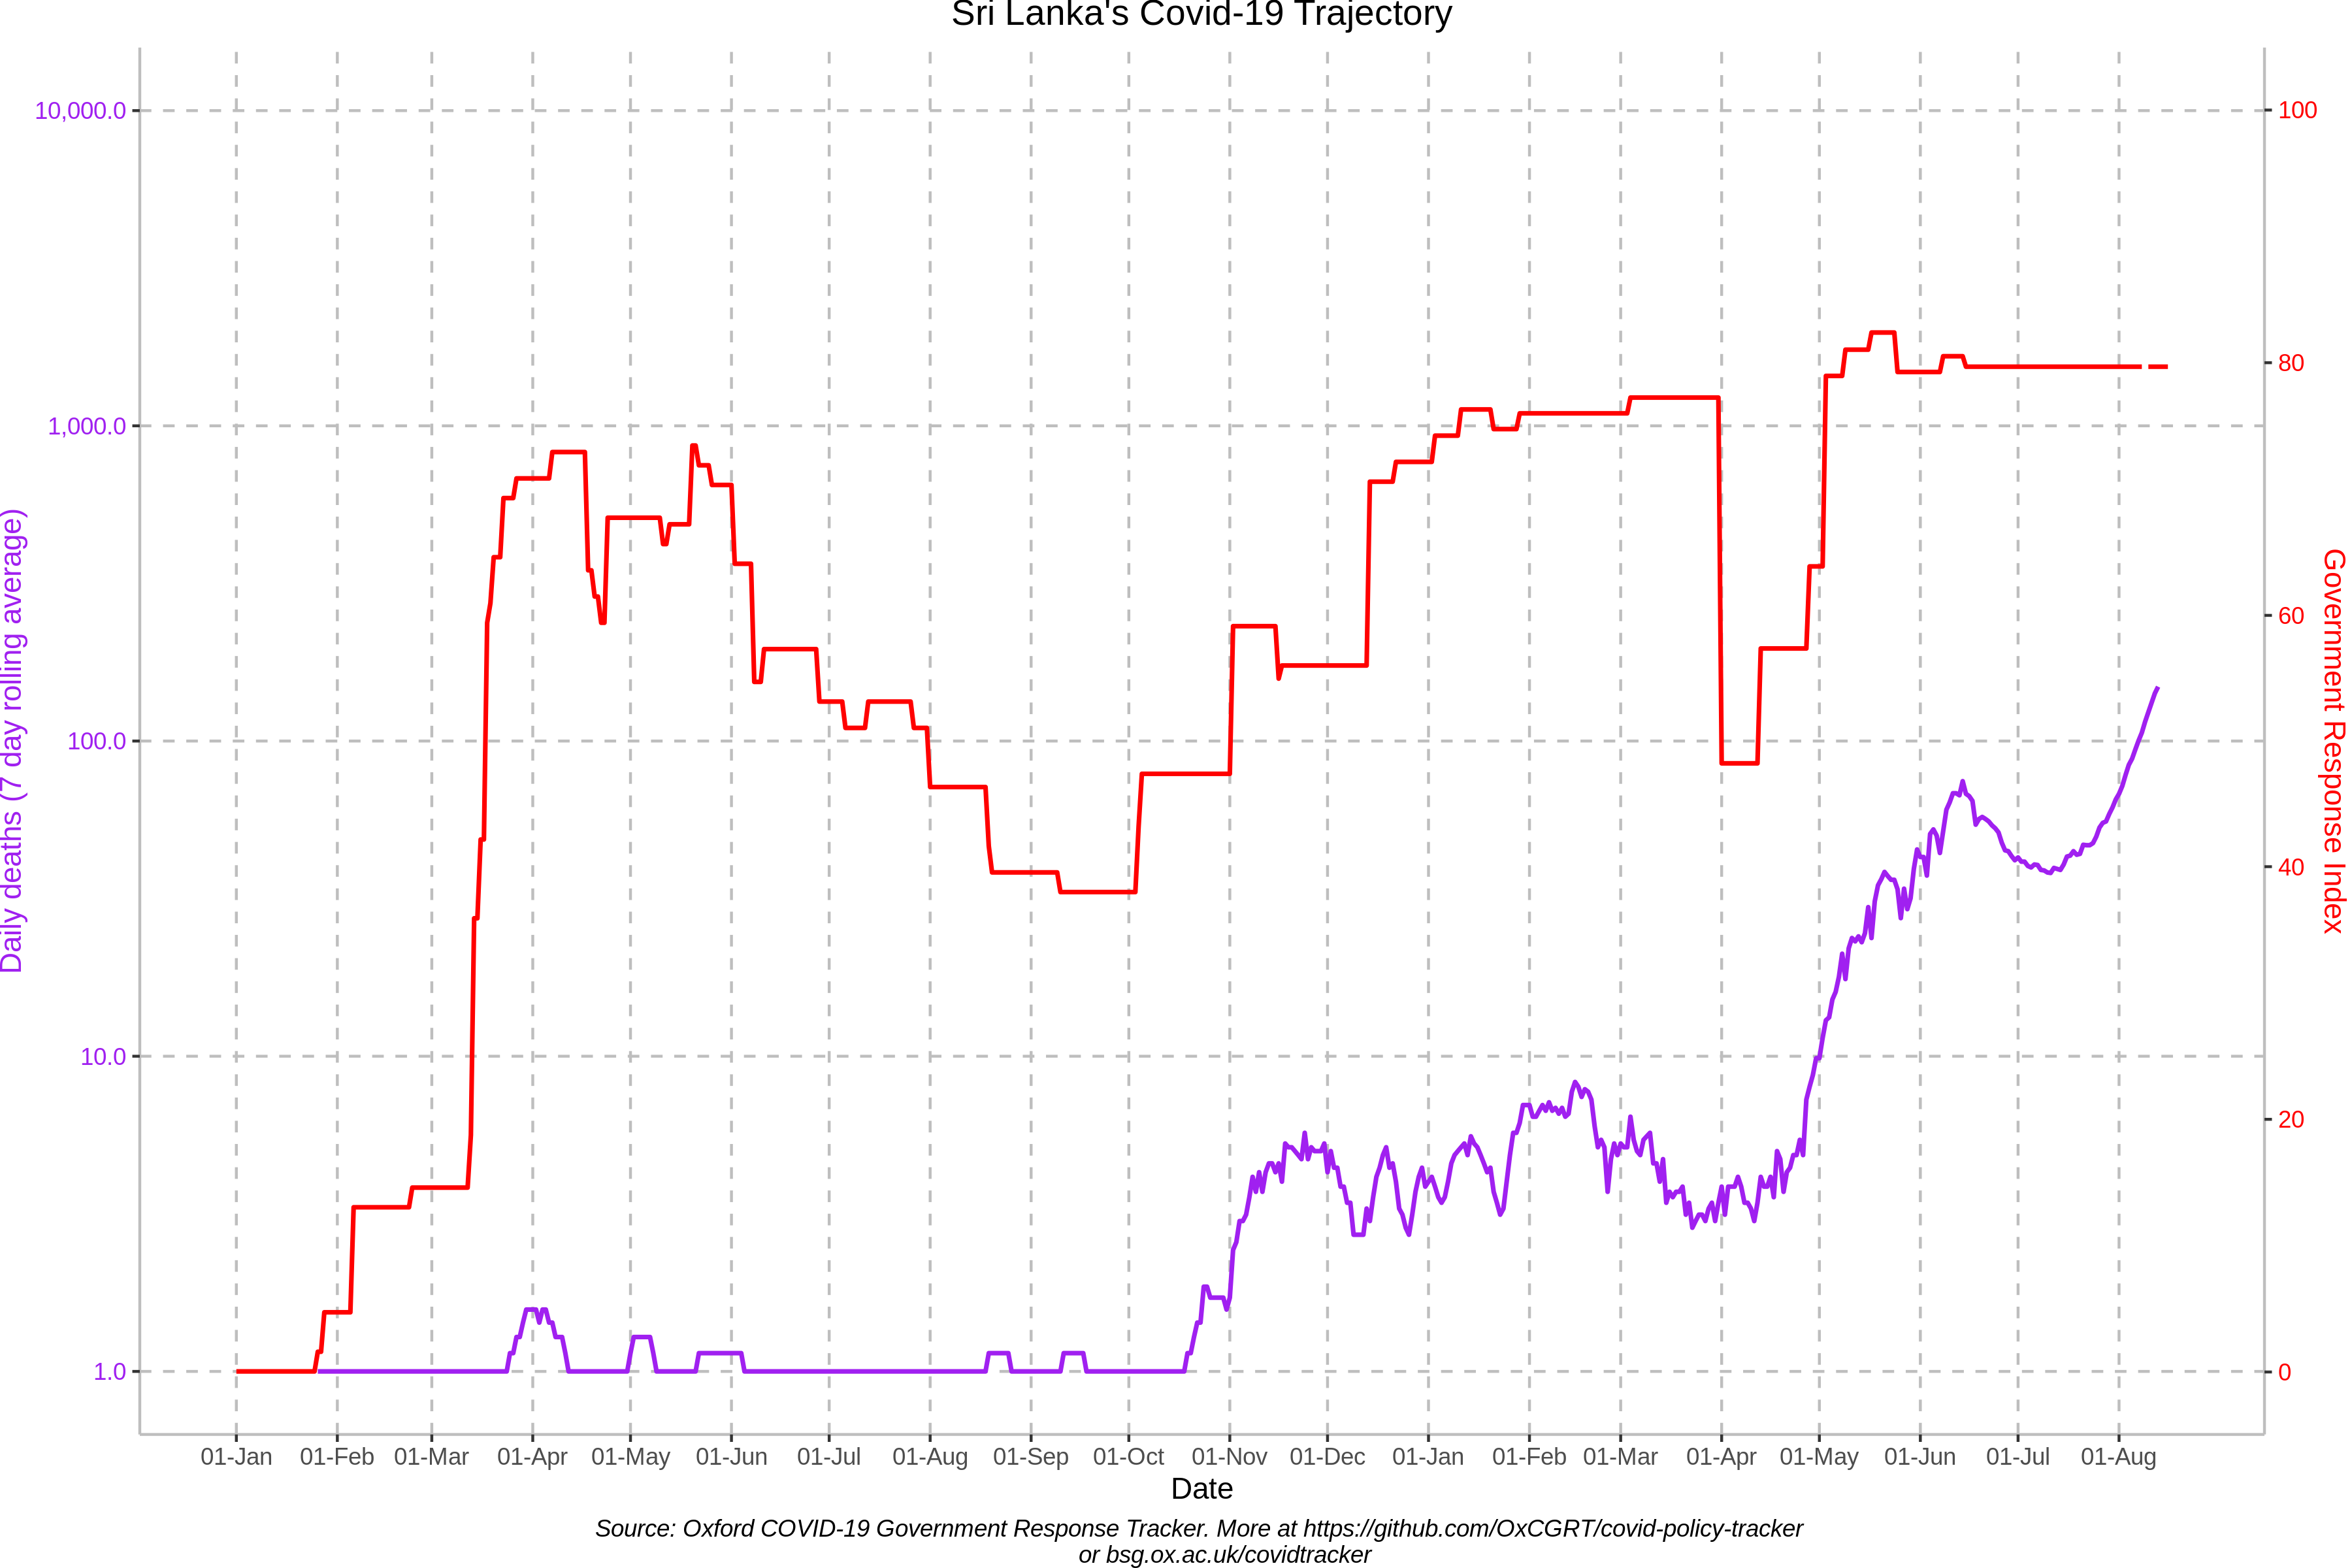 Sri Lanka's Covid-19 Trajectory
10,000.0
1,000.0
100.0
10.0
1.0
Daily deaths (7 day rolling average)
100
80
60
40
20
0
Government Response Index
01-Jan 01-Feb 01-Mar 01-Apr 01-May 01-Jun 01-Jul 01-Aug 01-Sep 01-Oct 01-Nov 01-Dec 01-Jan 01-Feb 01-Mar 01-Apr 01-May 01-Jun 01-Jul 01-Aug
Date
Source: Oxford COVID-19 Government Response Tracker. More at https://github.com/OxCGRT/covid-policy-tracker
or bsg.ox.ac.uk/covidtracker